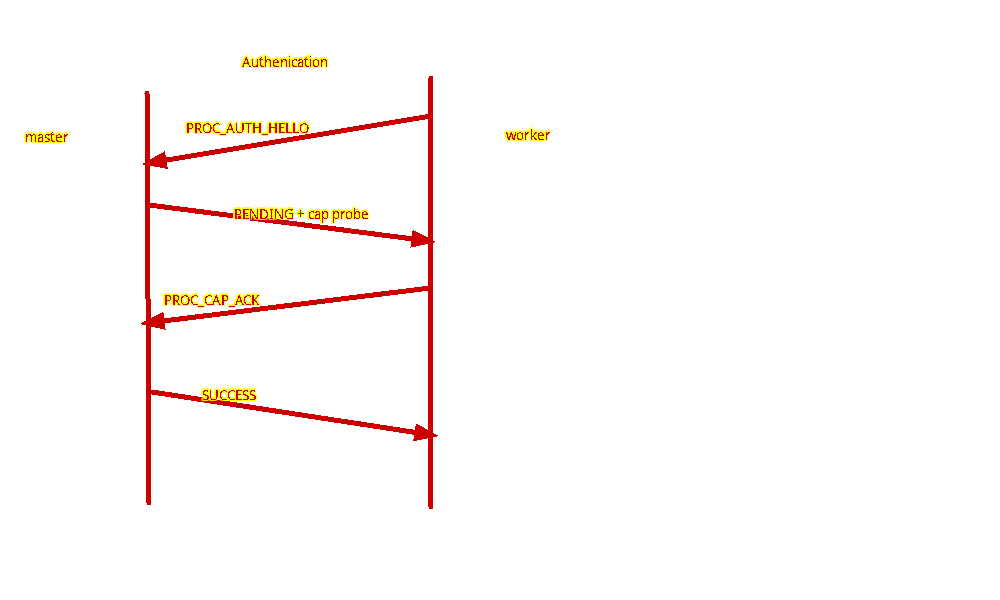 Authenication
PROC_AUTH_HELLO
master
worker
PENDING + cap probe
PROC_CAP_ACK
SUCCESS